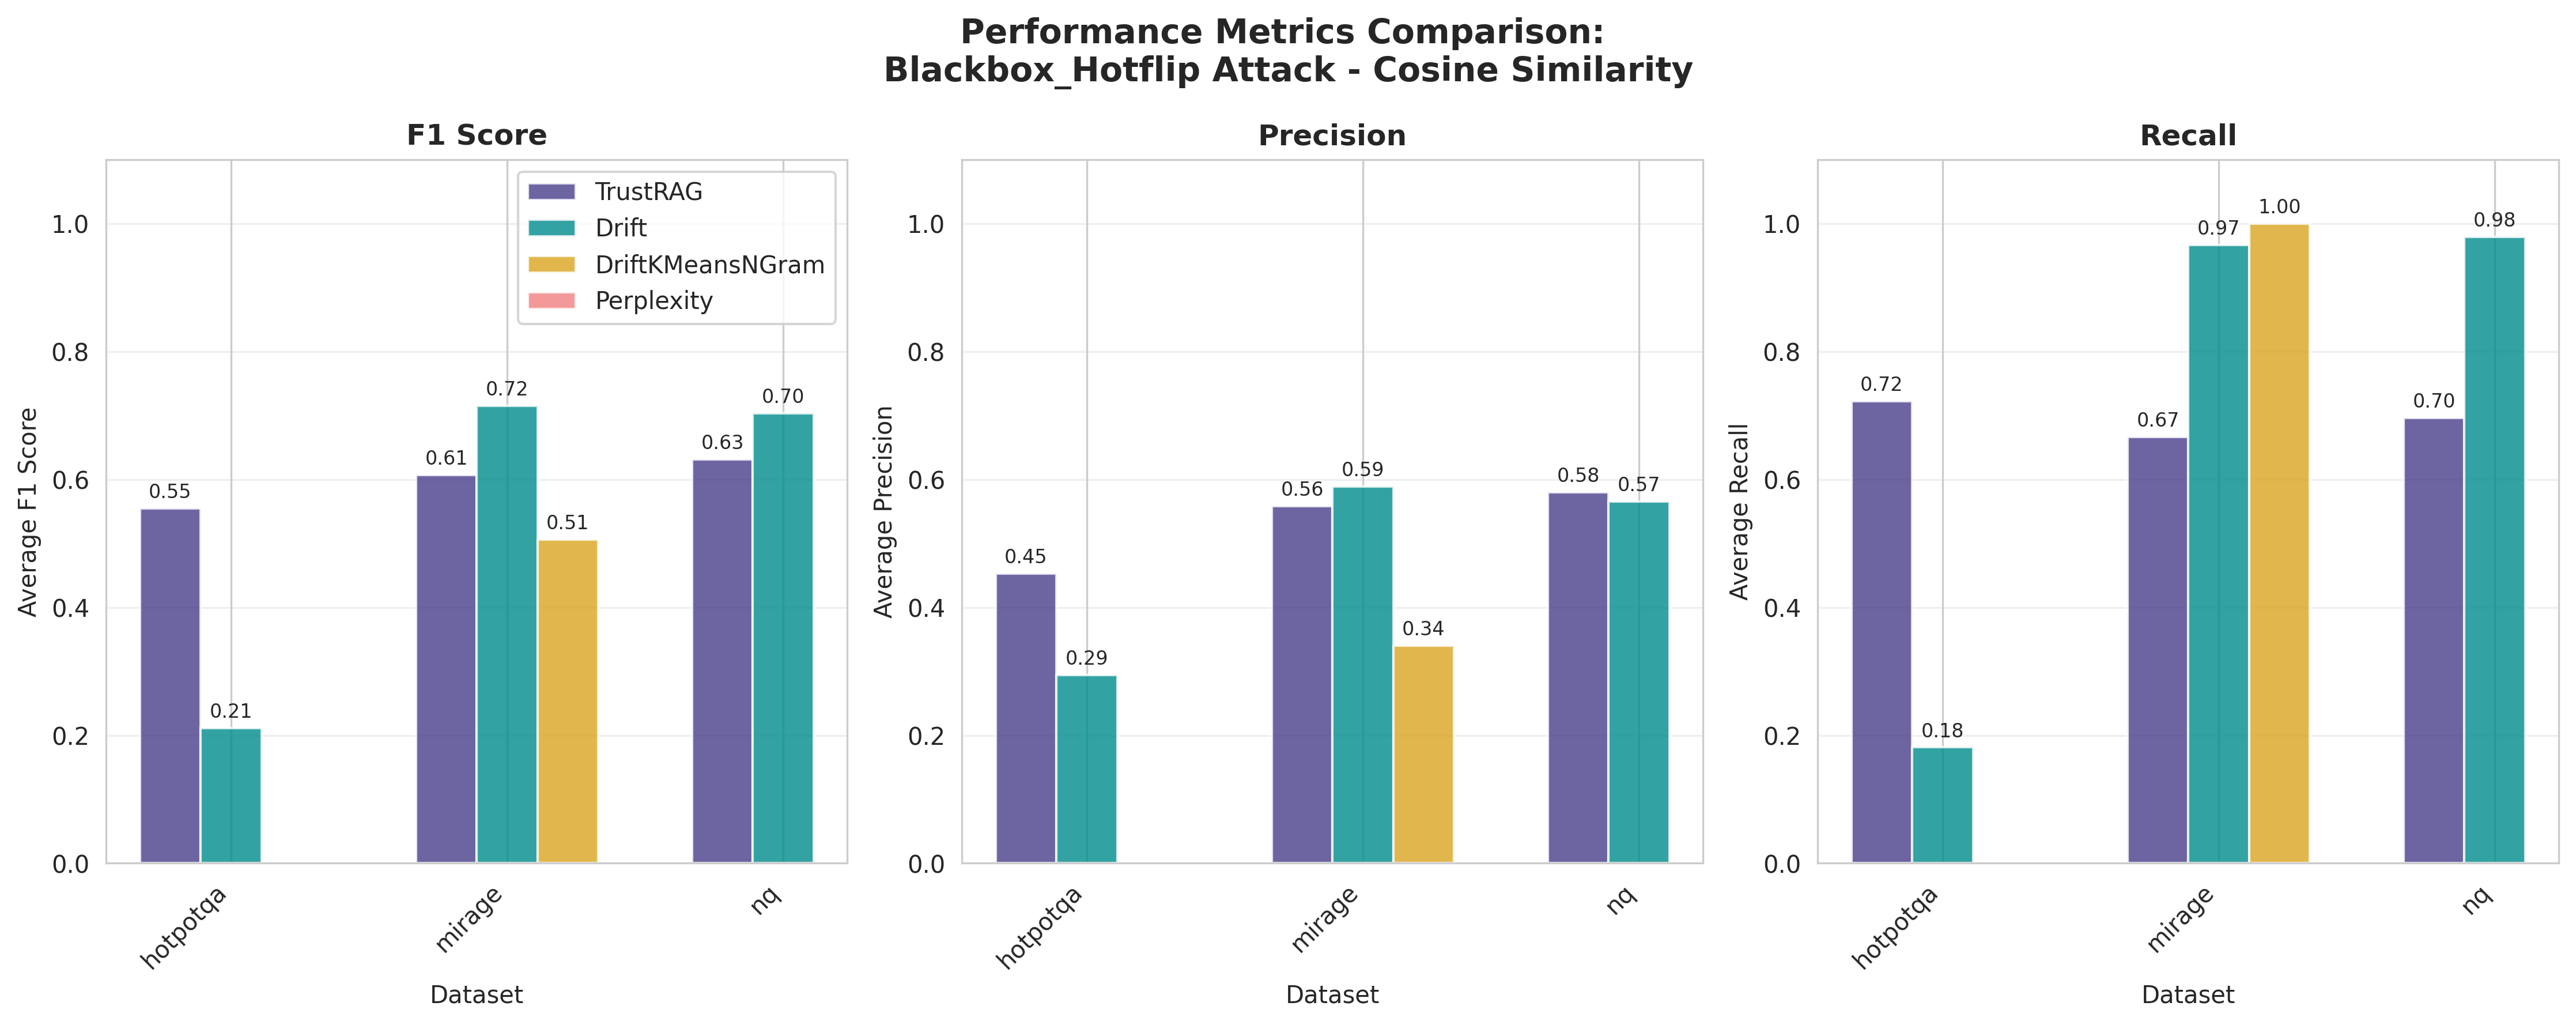 Performance Metrics Comparison:
Blackbox_Hotflip Attack - Cosine Similarity
F1 Score
Average F1 Score
1.0
0.8
0.6
0.4
0.2
0.0
TrustRAG
Drift
DriftKMeansNGram
Perplexity
0.55
0.21
0.61
0.72
0.51
0.63
0.70
hotpotqa
mirage
nq
Dataset
Precision
Average Precision
1.0
0.8
0.6
0.4
0.2
0.0
0.45
0.29
0.56
0.59
0.34
0.58
0.57
hotpotqa
mirage
nq
Dataset
Recall
Average Recall
1.0
0.8
0.6
0.4
0.2
0.0
0.72
0.18
0.67
0.97
1.00
0.70
0.98
hotpotqa
mirage
nq
Dataset